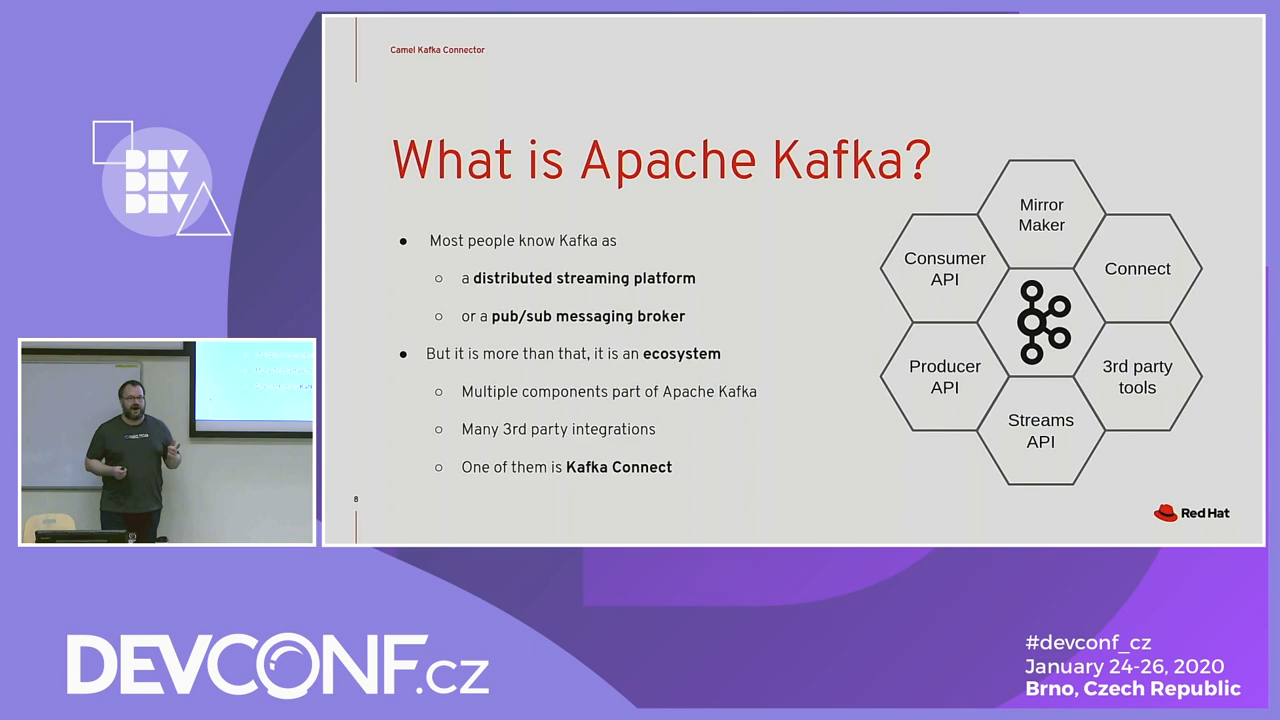 Camel Kafka Connector
What is Apache Kafka?
● Most people know Kafka as
○ a distributed streaming platform
○ or a pub/sub messaging broker
● But it is more than that, it is an ecosystem
○ Multiple components part of Apache Kafka
○ Many 3rd party integrations
○ One of them is Kafka Connect
Mirror
Maker
Consumer
API
Connect
Producer
API
3rd party
tools
Streams
API
8
Red Hat
DEV
DEV
DEV
DEVCONF.cz
#devconf_cz
January 24-26, 2020
Brno, Czech Republic